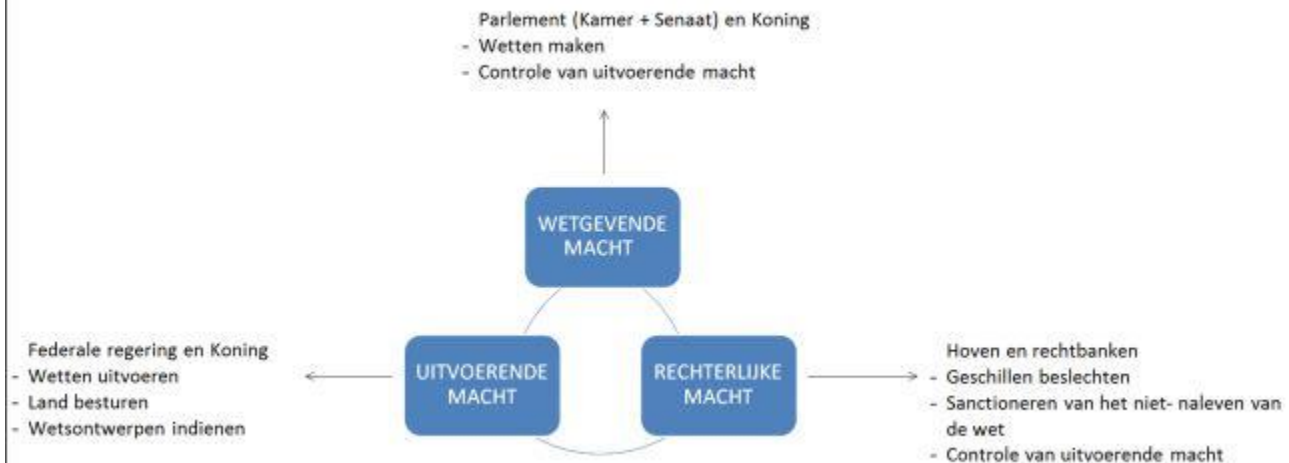 Parlement (Kamer + Senaat) en Koning
- Wetten maken
- Controle van uitvoerende macht
WETGEVENDE
MACHT
Federale regering en Koning
- Wetten uitvoeren
- Land besturen
- Wetsontwerpen indienen
UITVOERENDE
MACHT
RECHTERLIJKE
MACHT
Hoven en rechtbanken
- Geschillen beslechten
- Sanctioneren van het niet- naleven van
de wet
- Controle van uitvoerende macht